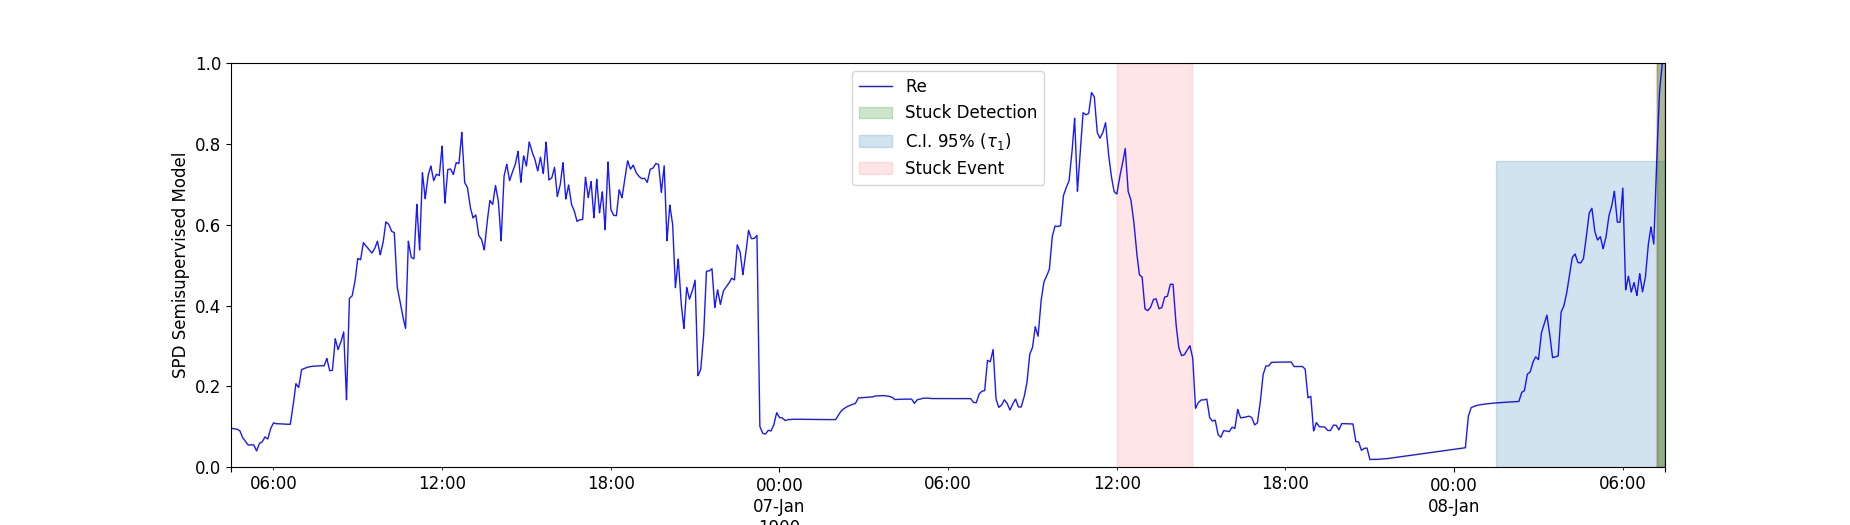 SPD Semisupervised Model
1.0
0.8
0.6
0.4
0.2
0.0
Re
Stuck Detection
C.I. 95% (τ₁)
Stuck Event
06:00
12:00
18:00
00:00
07-Jan
1900
06:00
12:00
18:00
00:00
08-Jan
06:00